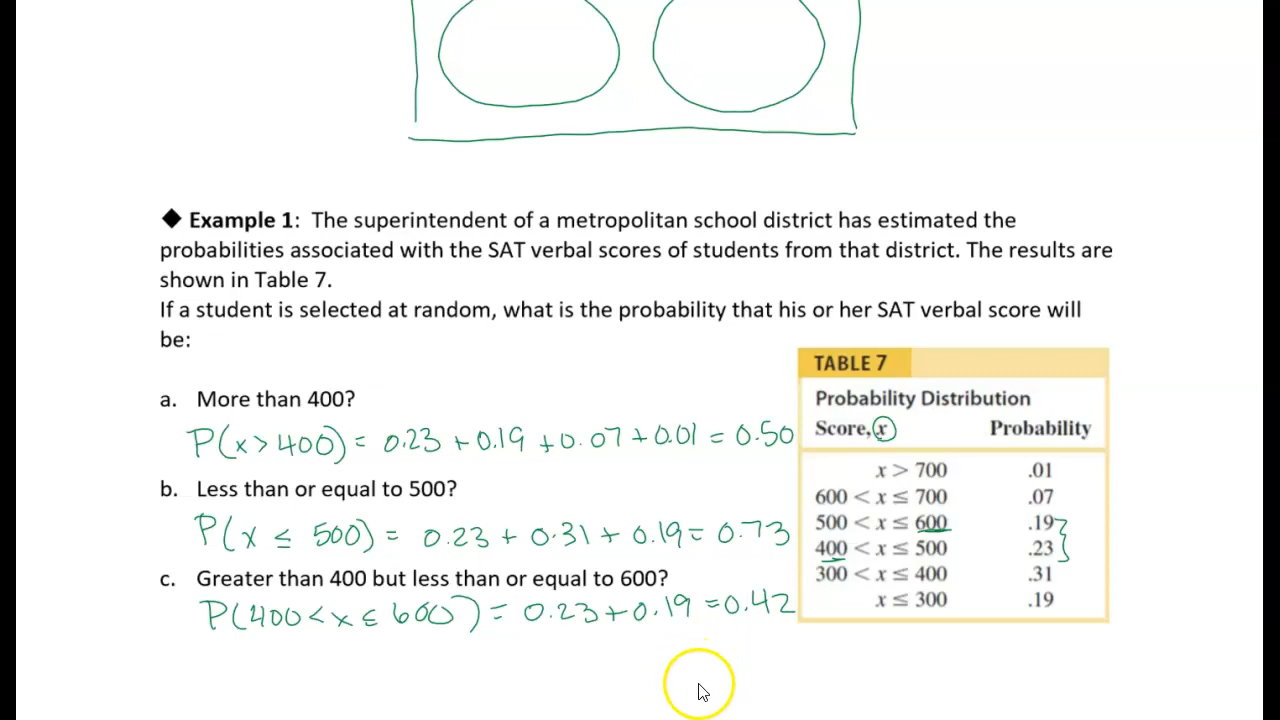 ◆ Example 1: The superintendent of a metropolitan school district has estimated the
probabilities associated with the SAT verbal scores of students from that district. The results are
shown in Table 7.
If a student is selected at random, what is the probability that his or her SAT verbal score will
be:
a. More than 400?
P(x > 400) = 0.23 + 0.19 + 0.07 + 0.01 = 0.50
b. Less than or equal to 500?
P(x ≤ 500) = 0.23 + 0.31 + 0.19 = 0.73
c. Greater than 400 but less than or equal to 600?
P(400 < x ≤ 600) = 0.23 + 0.19 = 0.42
TABLE 7
Probability Distribution
Score, x Probability
x > 700 .01
600 < x ≤ 700 .07
500 < x ≤ 600 .19
400 < x ≤ 500 .23
300 < x ≤ 400 .31
x ≤ 300 .19